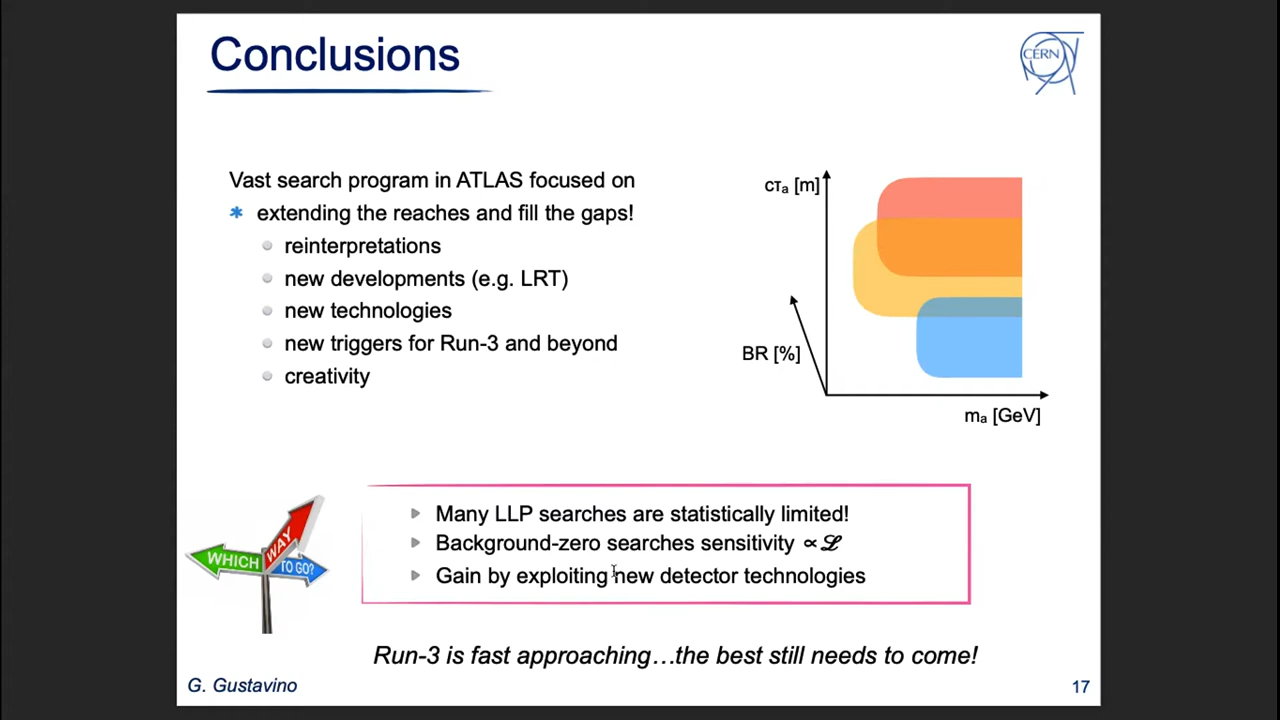 Conclusions
CERN
Vast search program in ATLAS focused on
* extending the reaches and fill the gaps!
reinterpretations
new developments (e.g. LRT)
new technologies
new triggers for Run-3 and beyond
creativity
cτₐ [m]
BR [%]
mₐ [GeV]
WHICH
WAY
TO GO?
Many LLP searches are statistically limited!
Background-zero searches sensitivity ∝ℒ
Gain by exploiting new detector technologies
Run-3 is fast approaching…the best still needs to come!
G. Gustavino
17